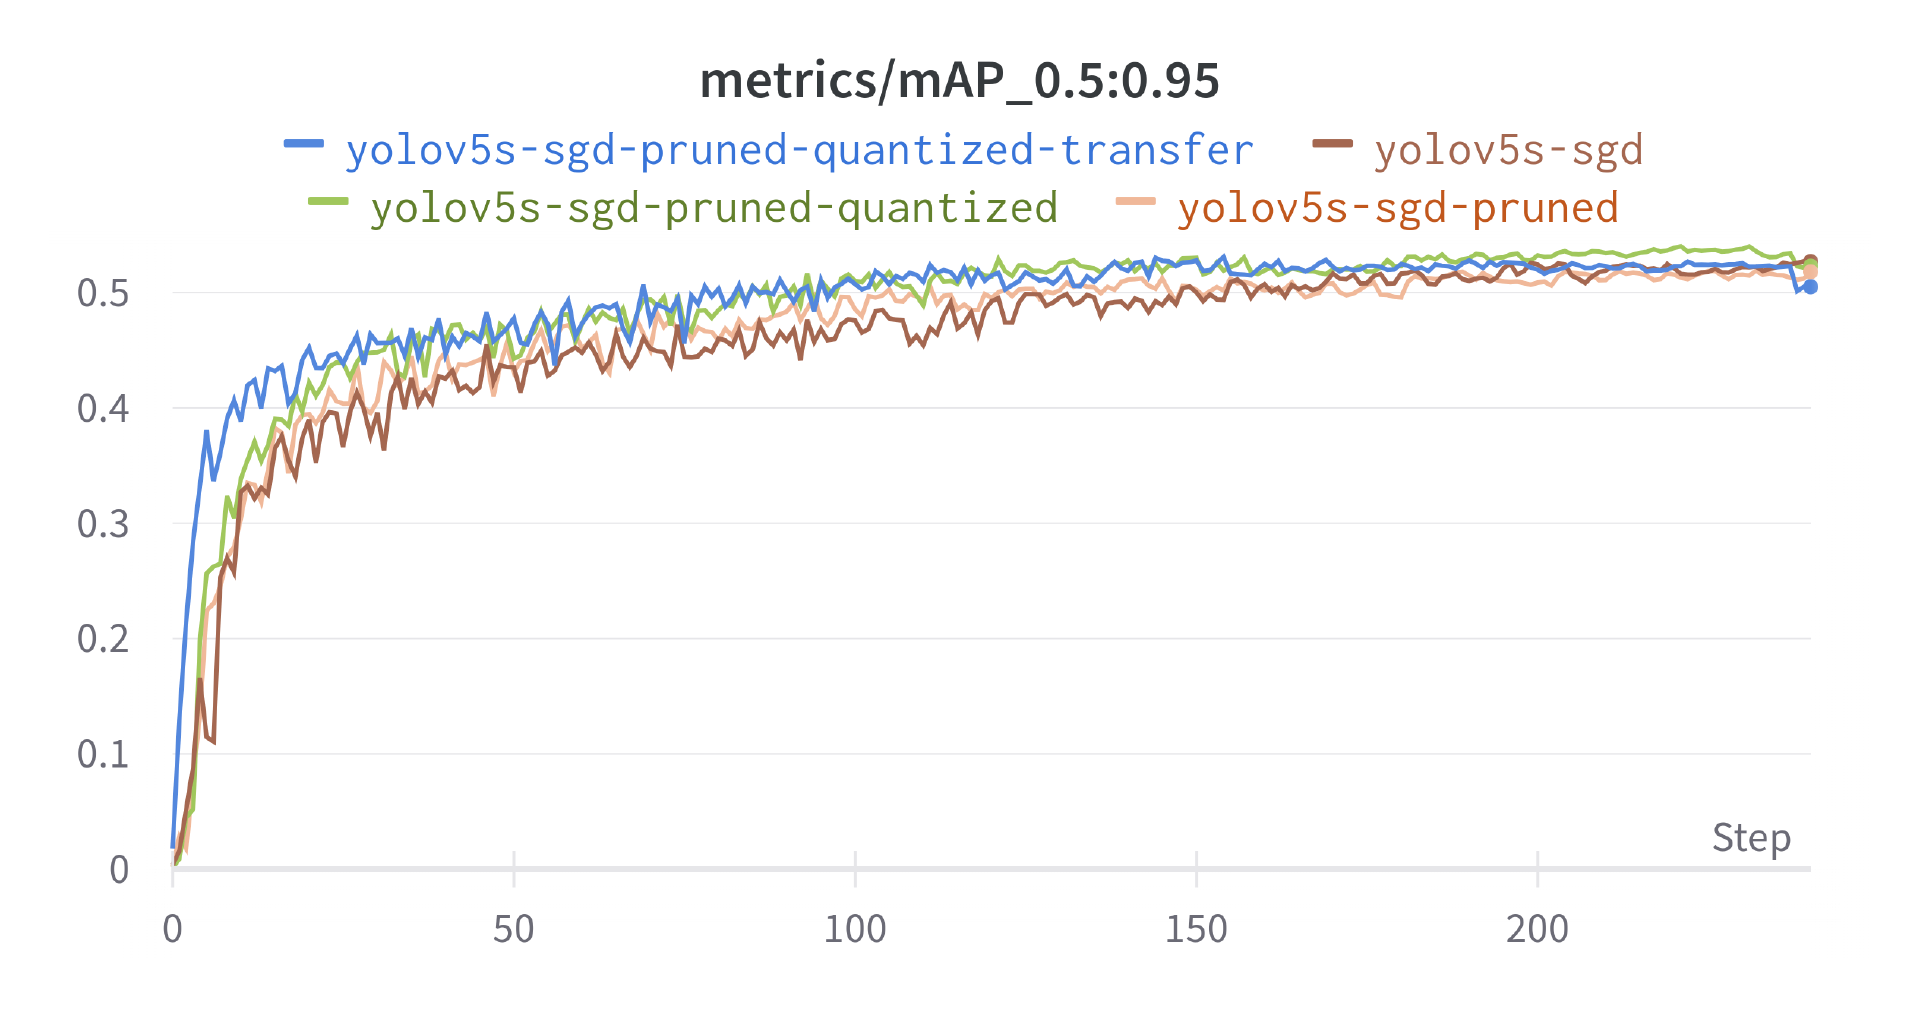 metrics/mAP_0.5:0.95
yolov5s-sgd-pruned-quantized-transfer yolov5s-sgd
yolov5s-sgd-pruned-quantized yolov5s-sgd-pruned
0.5
0.4
0.3
0.2
0.1
Step
0
0 50 100 150 200